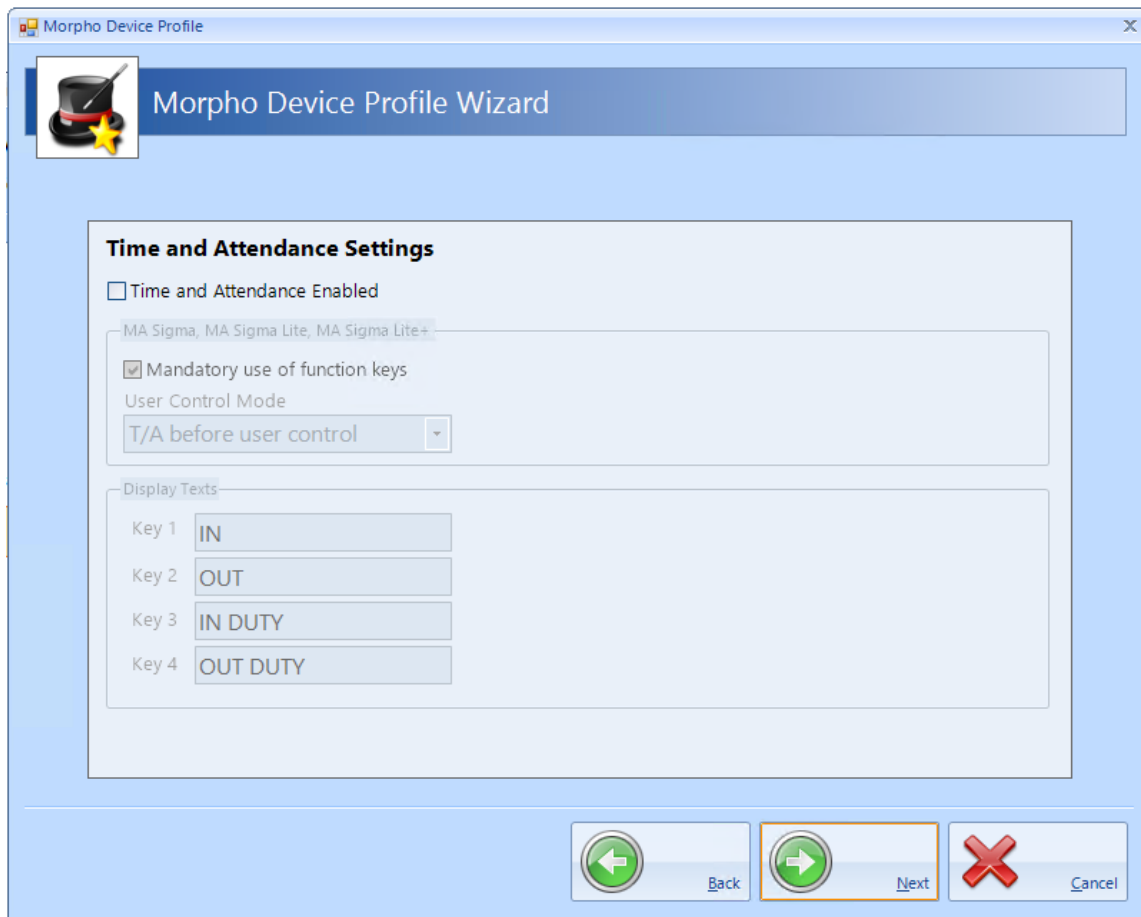 Morpho Device Profile
Morpho Device Profile Wizard
Time and Attendance Settings
Time and Attendance Enabled
MA Sigma, MA Sigma Lite, MA Sigma Lite+
Mandatory use of function keys
User Control Mode
T/A before user control
Display Texts
Key 1 IN
Key 2 OUT
Key 3 IN DUTY
Key 4 OUT DUTY
Back Next Cancel